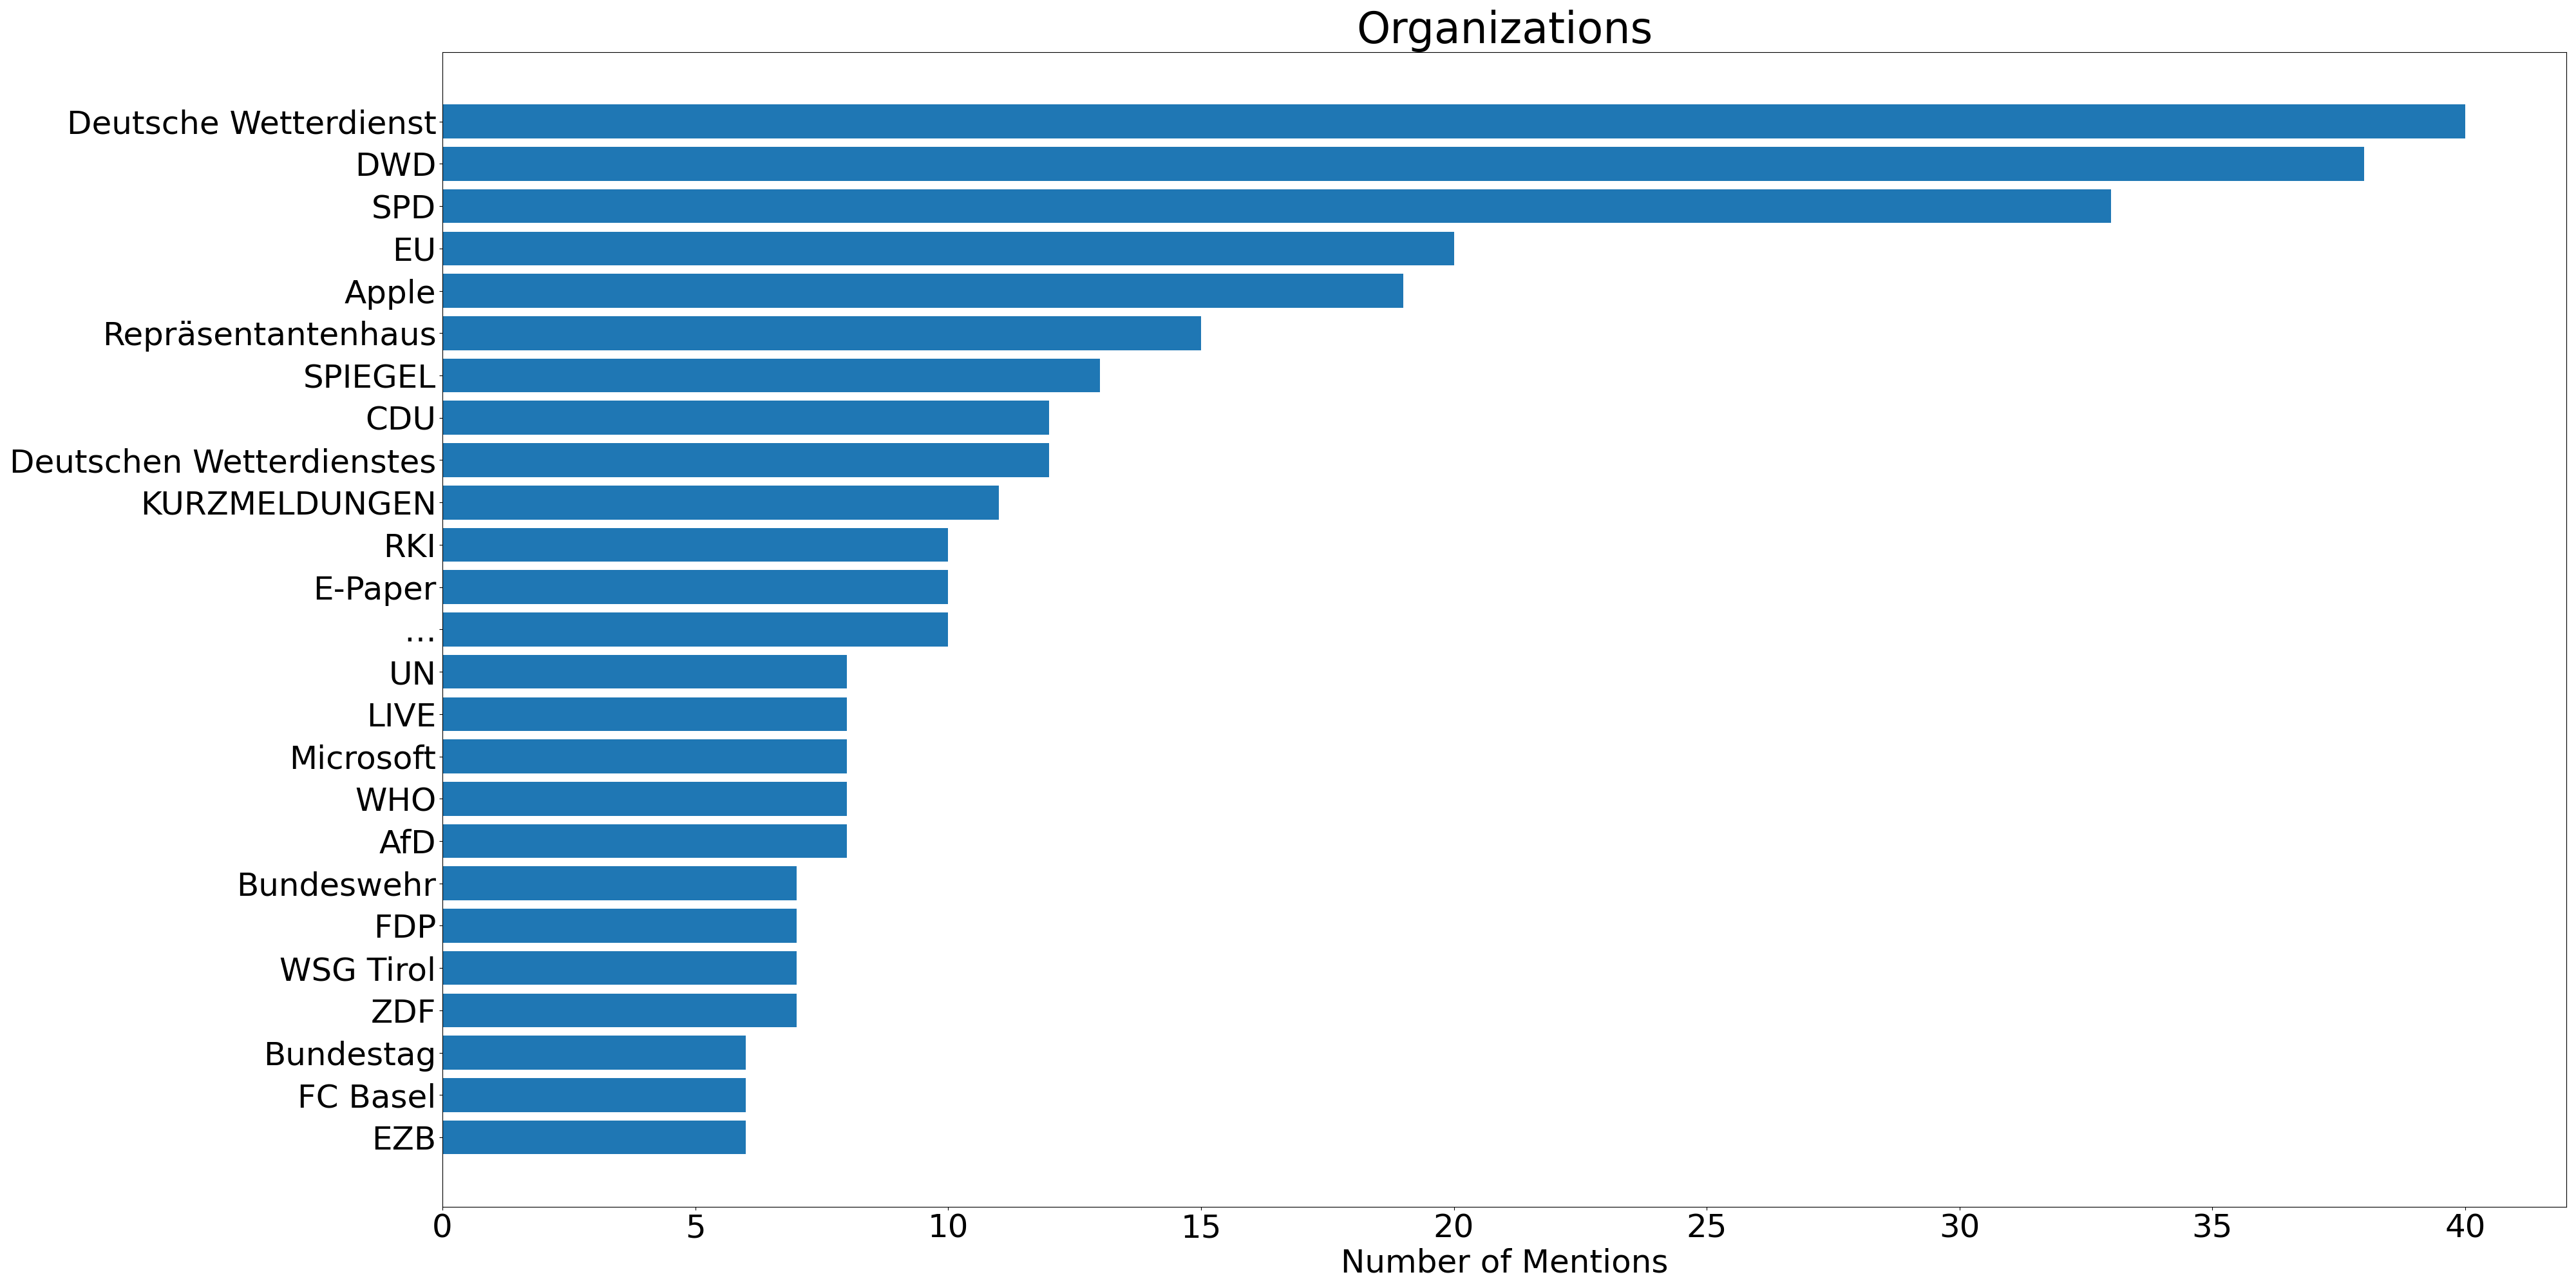 Organizations
Deutsche Wetterdienst
DWD
SPD
EU
Apple
Repräsentantenhaus
SPIEGEL
CDU
Deutschen Wetterdienstes
KURZMELDUNGEN
RKI
E-Paper
...
UN
LIVE
Microsoft
WHO
AfD
Bundeswehr
FDP
WSG Tirol
ZDF
Bundestag
FC Basel
EZB
0 5 10 15 20 25 30 35 40
Number of Mentions